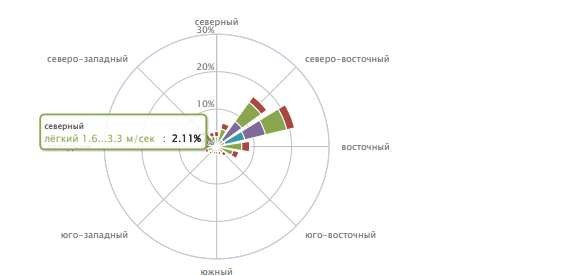 северный
30%
северо-западный
северо-восточный
20%
10%
северный
лёгкий 1.6...3.3 м/сек : 2.11%
восточный
юго-западный
юго-восточный
южный